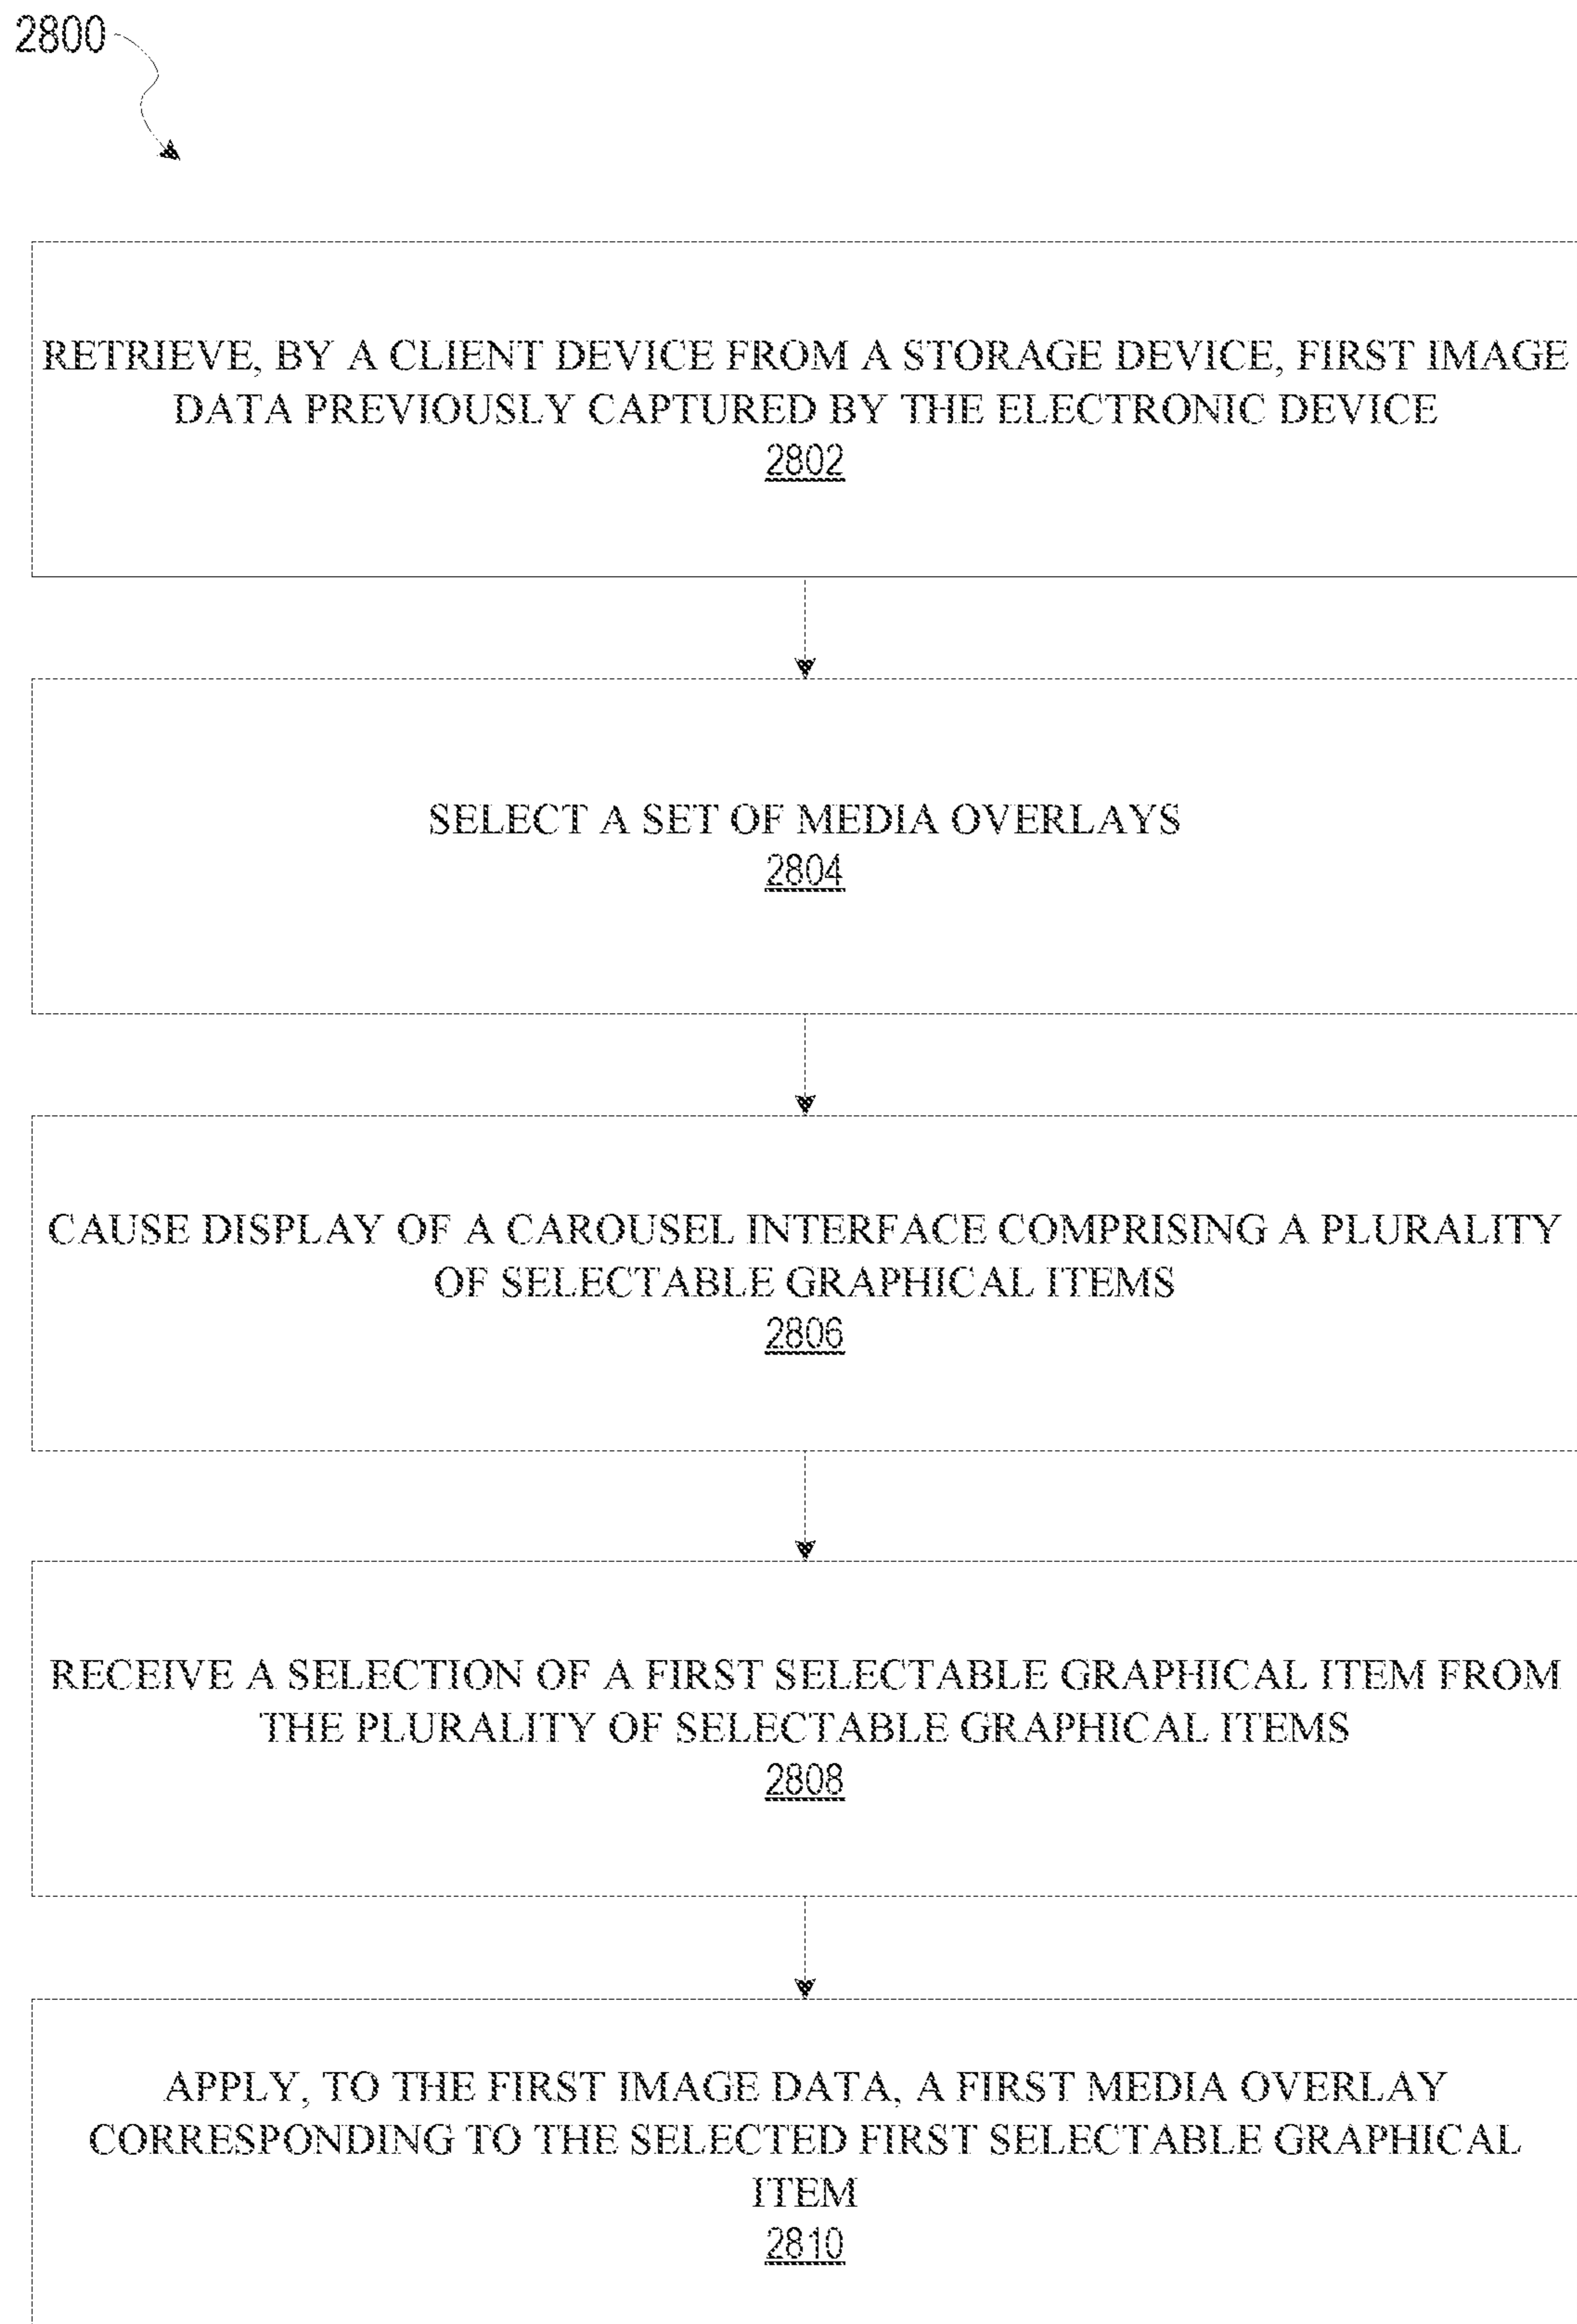 2800
RETRIEVE, BY A CLIENT DEVICE FROM A STORAGE DEVICE, FIRST IMAGE
DATA PREVIOUSLY CAPTURED BY THE ELECTRONIC DEVICE
2802
SELECT A SET OF MEDIA OVERLAYS
2804
CAUSE DISPLAY OF A CAROUSEL INTERFACE COMPRISING A PLURALITY
OF SELECTABLE GRAPHICAL ITEMS
2806
RECEIVE A SELECTION OF A FIRST SELECTABLE GRAPHICAL ITEM FROM
THE PLURALITY OF SELECTABLE GRAPHICAL ITEMS
2808
APPLY, TO THE FIRST IMAGE DATA, A FIRST MEDIA OVERLAY
CORRESPONDING TO THE SELECTED FIRST SELECTABLE GRAPHICAL
ITEM
2810